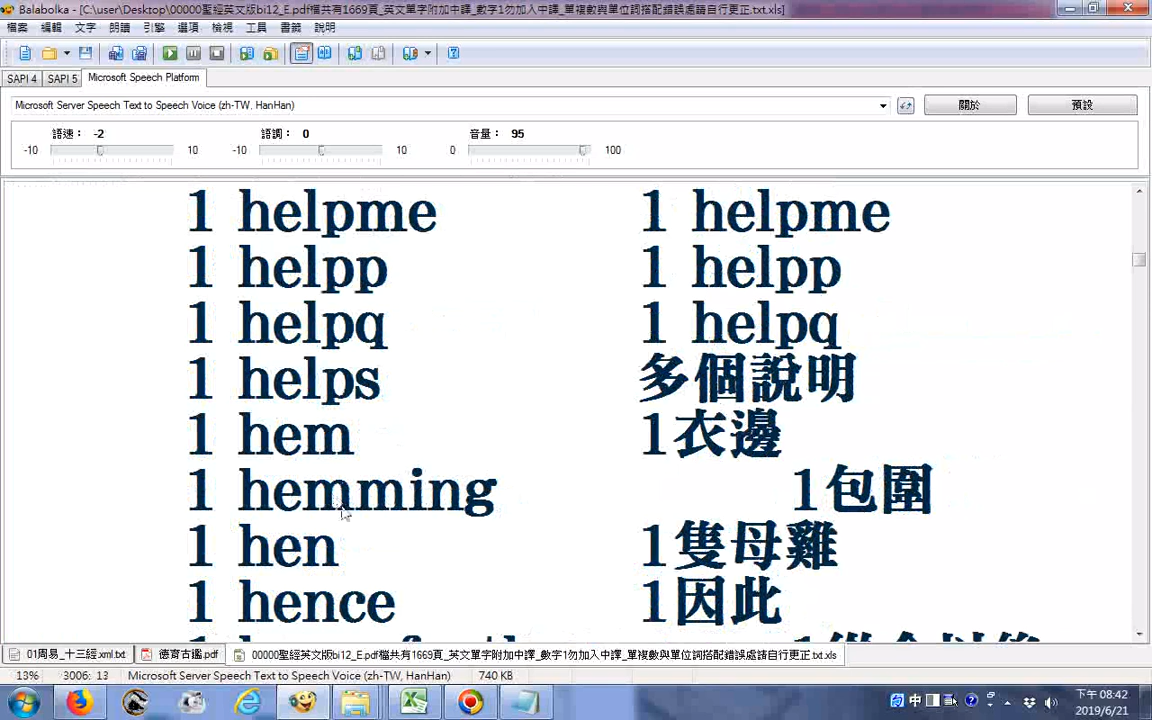 Balabolka - [C:\user\Desktop\00000聖經英文版bi12_E.pdf檔共有1669頁_英文單字附加中譯_數字1勿加入中譯_單複數與單位詞搭配錯誤處請自行更正.txt.xls]
檔案 編輯 文字 朗讀 引擎 選項 檢視 工具 書籤 說明
SAPI 4 SAPI 5 Microsoft Speech Platform
Microsoft Server Speech Text to Speech Voice (zh-TW, HanHan) 關於 預設
語速： -2 語調： 0 音量： 95
-10 10 -10 10 0 100
1 helpme 1 helpme
1 helpp 1 helpp
1 helpq 1 helpq
1 helps 多個說明
1 hem 1衣邊
1 hemming 1包圍
1 hen 1隻母雞
1 hence 1因此
01周易_十三經.xml.txt 德育古鑑.pdf 00000聖經英文版bi12_E.pdf檔共有1669頁_英文單字附加中譯_數字1勿加入中譯_單複數與單位詞搭配錯誤處請自行更正.txt.xls
13% 3006: 13 Microsoft Server Speech Text to Speech Voice (zh-TW, HanHan) 740 KB
中 下午 08:42
2019/6/21